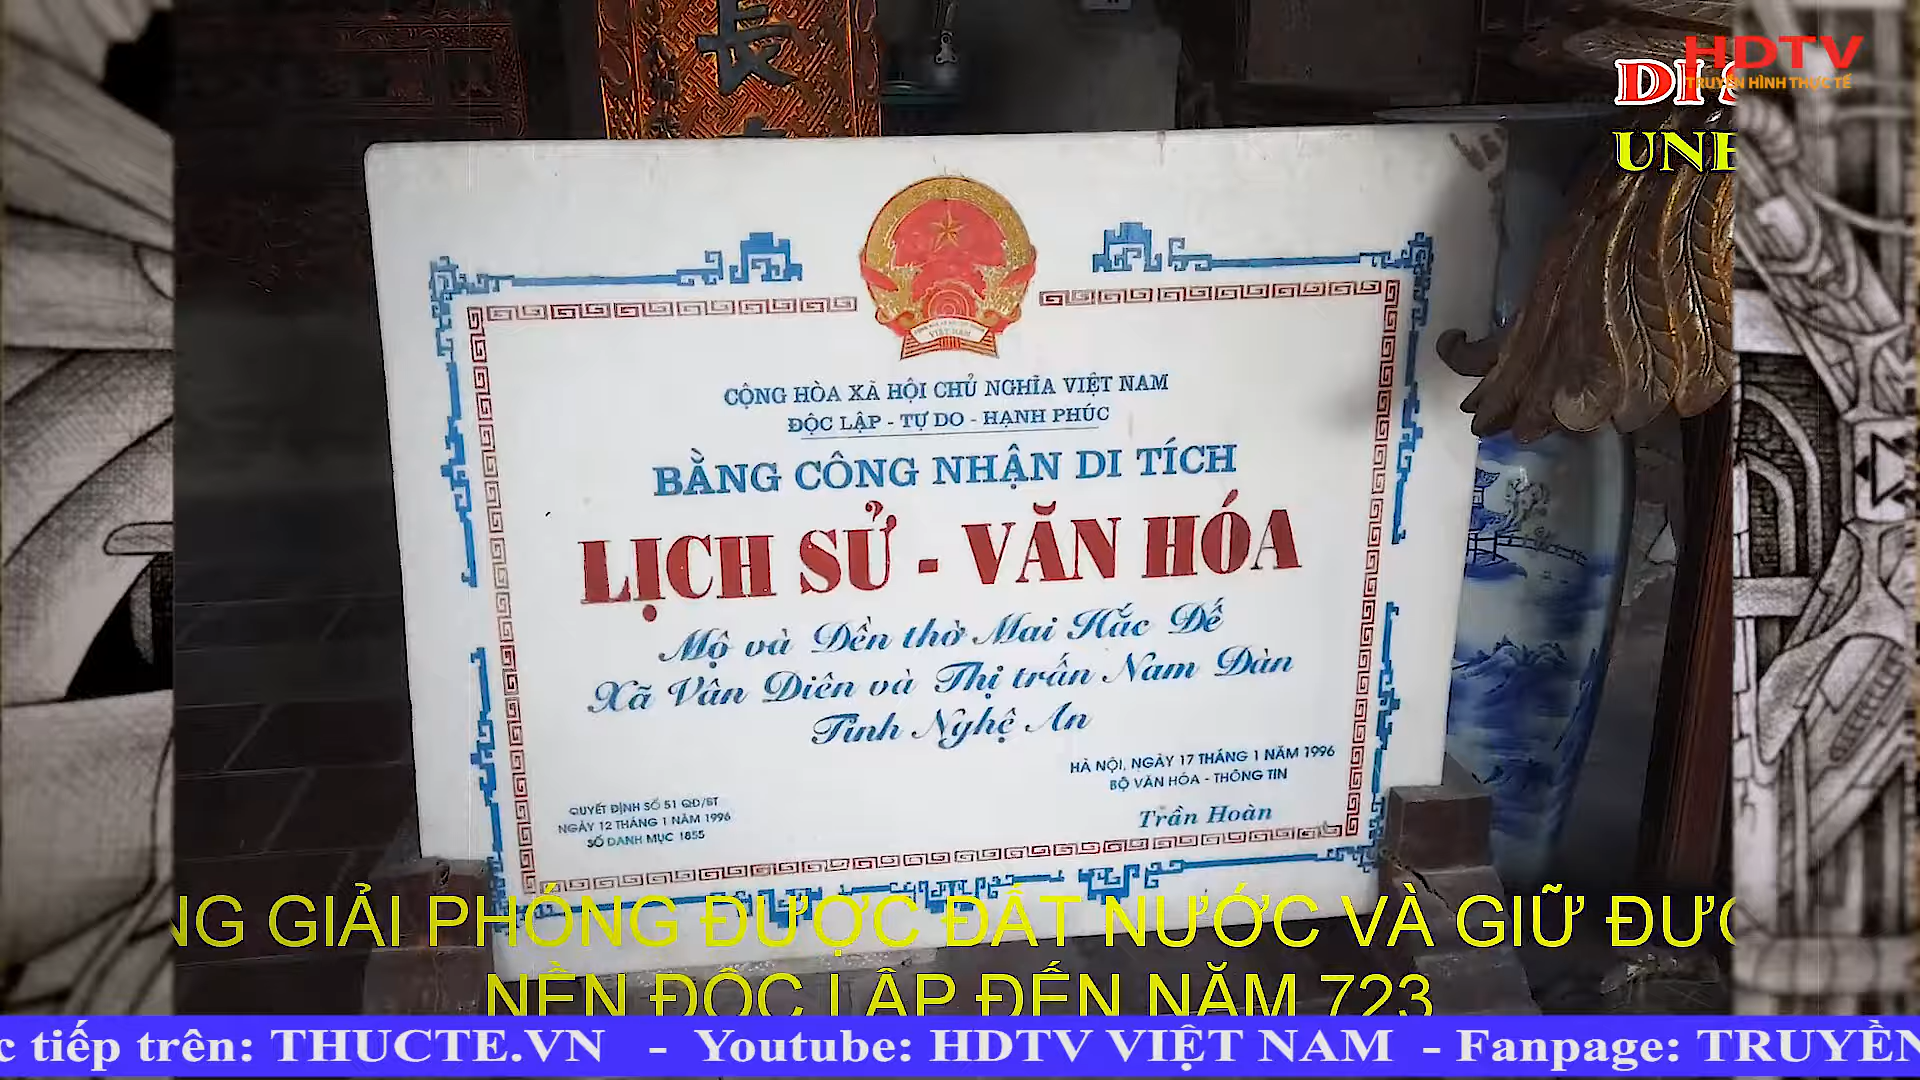 長
HDTV
TRUYỀN HÌNH THỰC TẾ
DI
UNE
VIỆT NAM
CỘNG HÒA XÃ HỘI CHỦ NGHĨA VIỆT NAM
ĐỘC LẬP - TỰ DO - HẠNH PHÚC
BẰNG CÔNG NHẬN DI TÍCH
LỊCH SỬ - VĂN HÓA
Mộ và Đền thờ Mai Hắc Đế
Xã Vân Diên và Thị trấn Nam Đàn
Tỉnh Nghệ An
HÀ NỘI, NGÀY 17 THÁNG 1 NĂM 1996
BỘ VĂN HÓA - THÔNG TIN
Trần Hoàn
QUYẾT ĐỊNH SỐ 51 QĐ/BT
NGÀY 12 THÁNG 1 NĂM 1996
SỐ DANH MỤC 1855
NG GIẢI PHÓNG ĐƯỢC ĐẤT NƯỚC VÀ GIỮ ĐƯỢ
NỀN ĐỘC LẬP ĐẾN NĂM 723
c tiếp trên: THUCTE.VN - Youtube: HDTV VIỆT NAM - Fanpage: TRUYỀN